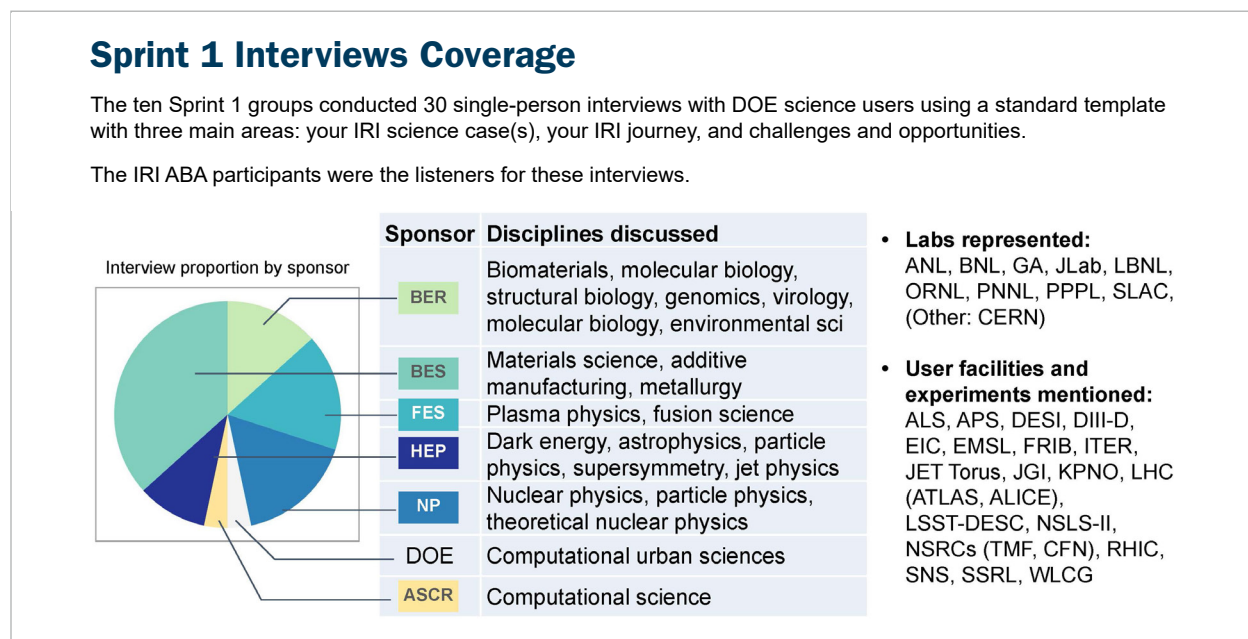 Sprint 1 Interviews Coverage
The ten Sprint 1 groups conducted 30 single-person interviews with DOE science users using a standard template
with three main areas: your IRI science case(s), your IRI journey, and challenges and opportunities.
The IRI ABA participants were the listeners for these interviews.
Interview proportion by sponsor
Sponsor Disciplines discussed
BER Biomaterials, molecular biology,
structural biology, genomics, virology,
molecular biology, environmental sci
BES Materials science, additive
manufacturing, metallurgy
FES Plasma physics, fusion science
HEP Dark energy, astrophysics, particle
physics, supersymmetry, jet physics
NP Nuclear physics, particle physics,
theoretical nuclear physics
DOE Computational urban sciences
ASCR Computational science
• Labs represented:
ANL, BNL, GA, JLab, LBNL,
ORNL, PNNL, PPPL, SLAC,
(Other: CERN)
• User facilities and
experiments mentioned:
ALS, APS, DESI, DIII-D,
EIC, EMSL, FRIB, ITER,
JET Torus, JGI, KPNO, LHC
(ATLAS, ALICE),
LSST-DESC, NSLS-II,
NSRCs (TMF, CFN), RHIC,
SNS, SSRL, WLCG